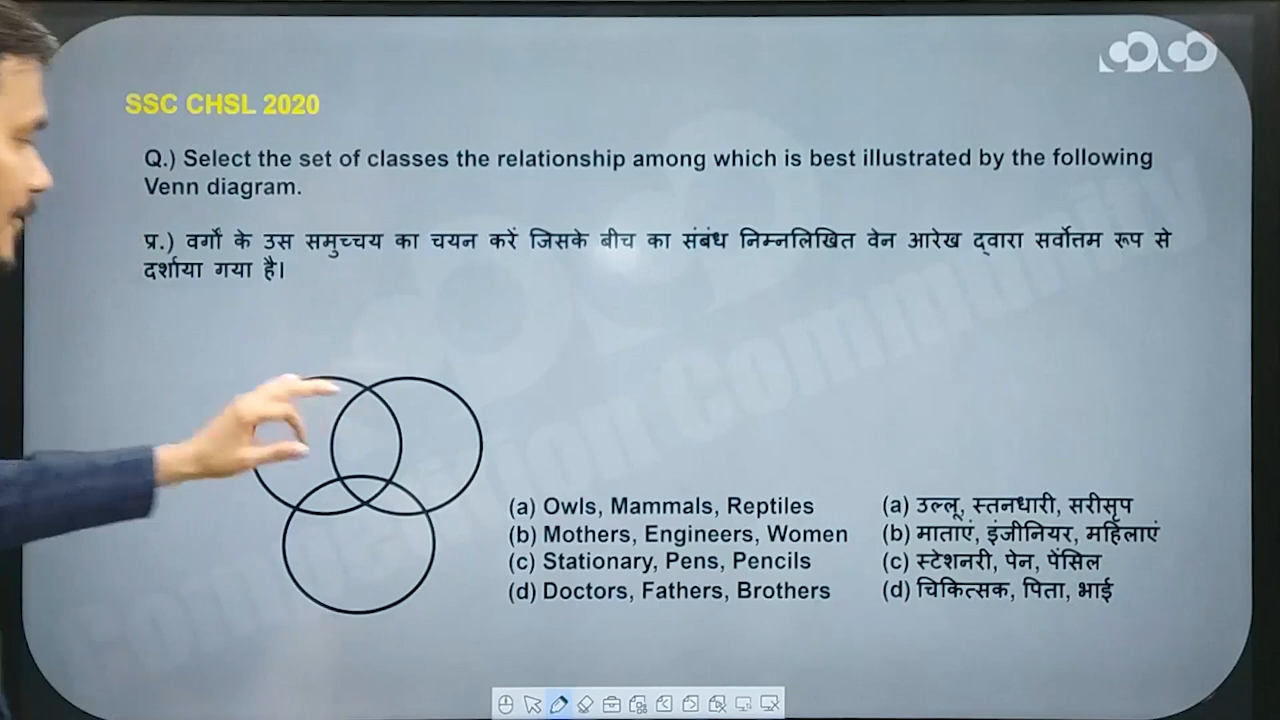 SSC CHSL 2020
Q.) Select the set of classes the relationship among which is best illustrated by the following
Venn diagram.
प्र.) वर्गों के उस समुच्चय का चयन करें जिसके बीच का संबंध निम्नलिखित वेन आरेख द्वारा सर्वोत्तम रूप से
दर्शाया गया है।
(a) Owls, Mammals, Reptiles
(b) Mothers, Engineers, Women
(c) Stationary, Pens, Pencils
(d) Doctors, Fathers, Brothers
(a) उल्लू, स्तनधारी, सरीसृप
(b) माताएं, इंजीनियर, महिलाएं
(c) स्टेशनरी, पेन, पेंसिल
(d) चिकित्सक, पिता, भाई